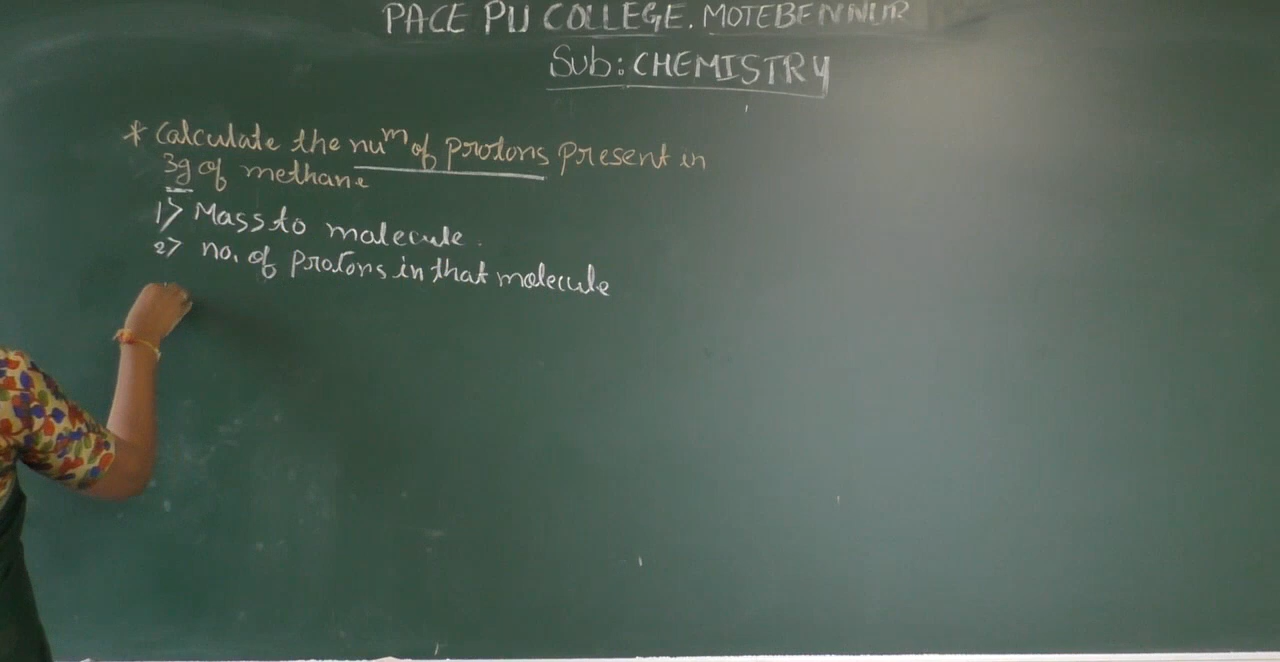 PACE PU COLLEGE. MOTEBENNUR
Sub: CHEMISTRY
* Calculate the nuᵐ of protons present in
3g of methane
1> Mass to molecule.
2> no. of protons in that molecule